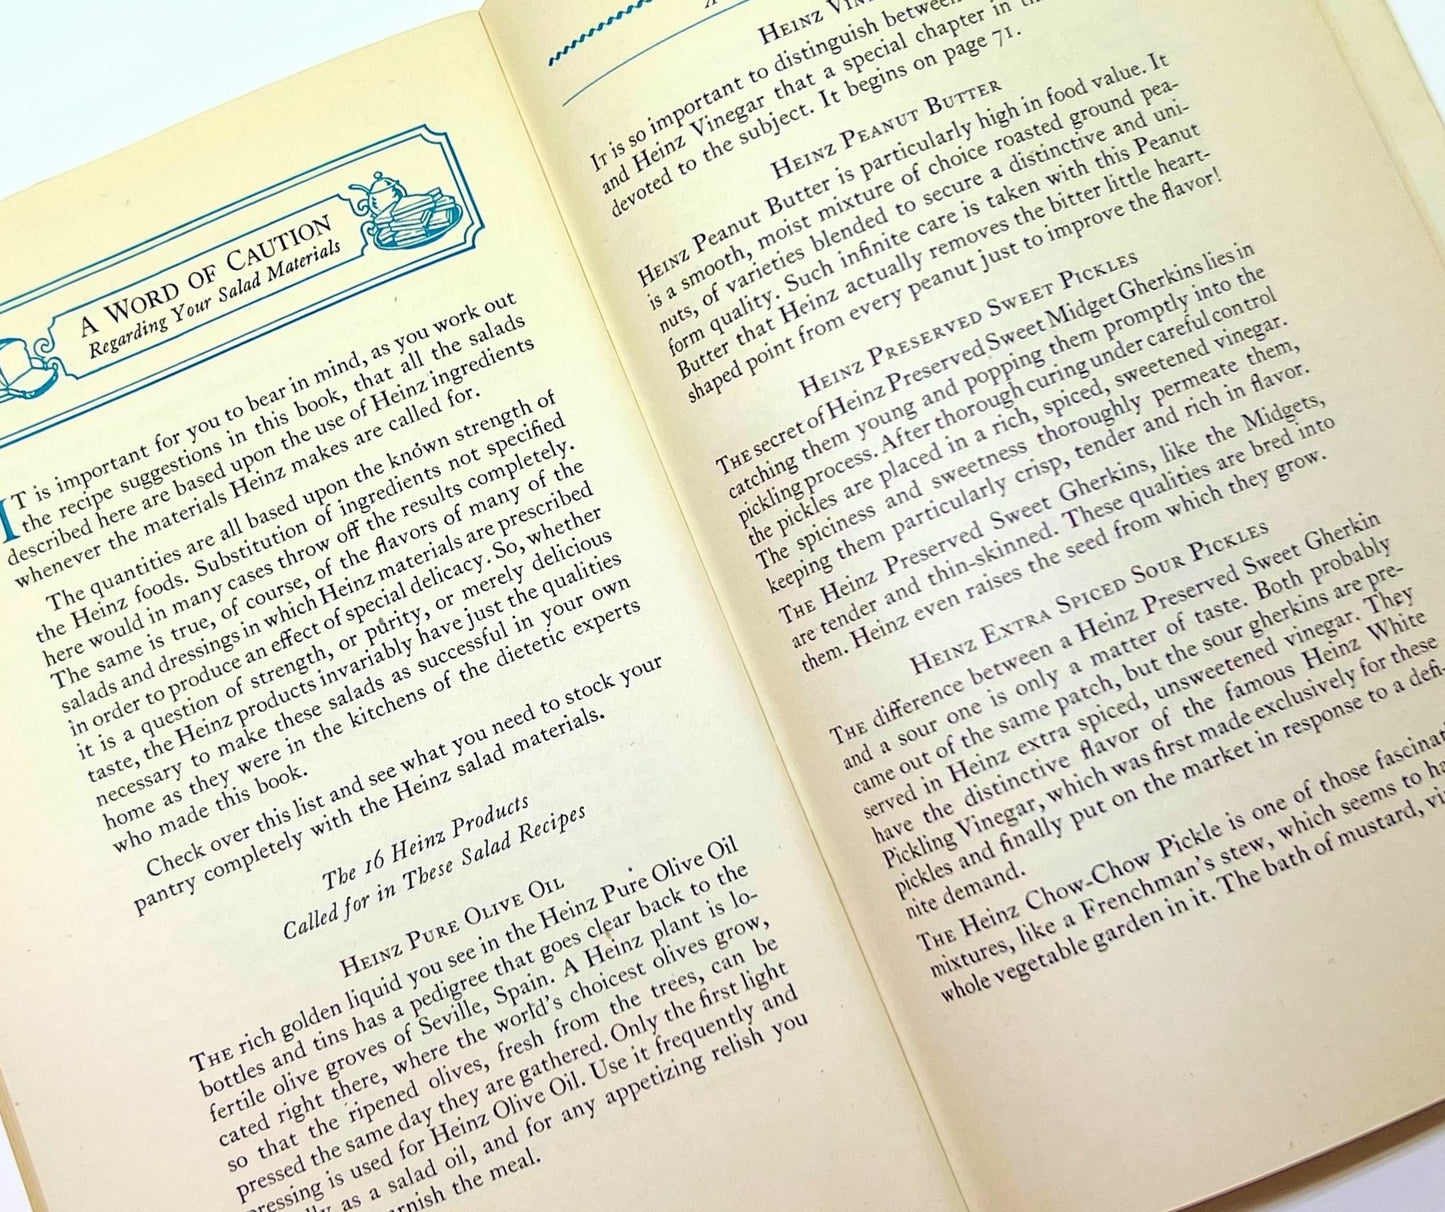 A WORD OF CAUTION
Regarding Your Salad Materials
IT is important for you to bear in mind, as you work out
the recipe suggestions in this book, that all the salads
described here are based upon the use of Heinz ingredients
whenever the materials Heinz makes are called for.
The quantities are all based upon the known strength of
the Heinz foods. Substitution of ingredients not specified
here would in many cases throw off the results completely.
The same is true, of course, of the flavors of many of the
salads and dressings in which Heinz materials are prescribed
in order to produce an effect of special delicacy. So, whether
it is a question of strength, or purity, or merely delicious
taste, the Heinz products invariably have just the qualities
necessary to make these salads as successful in your own
home as they were in the kitchens of the dietetic experts
who made this book.
Check over this list and see what you need to stock your
pantry completely with the Heinz salad materials.
The 16 Heinz Products
Called for in These Salad Recipes
HEINZ PURE OLIVE OIL
THE rich golden liquid you see in the Heinz Pure Olive Oil
bottles and tins has a pedigree that goes clear back to the
fertile olive groves of Seville, Spain. A Heinz plant is lo-
cated right there, where the world's choicest olives grow,
so that the ripened olives, fresh from the trees, can be
pressed the same day they are gathered. Only the first light
pressing is used for Heinz Olive Oil. Use it frequently and
as a salad oil, and for any appetizing relish you
the meal.
HEINZ
IT is so important to distinguish between
and Heinz Vinegar that a special chapter in
devoted to the subject. It begins on page 71.
HEINZ PEANUT BUTTER
HEINZ Peanut Butter is particularly high in food value. It
is a smooth, moist mixture of choice roasted ground pea-
nuts, of varieties blended to secure a distinctive and uni-
form quality. Such infinite care is taken with this Peanut
Butter that Heinz actually removes the bitter little heart-
shaped point from every peanut just to improve the flavor!
HEINZ PRESERVED SWEET PICKLES
THE secret of Heinz Preserved Sweet Midget Gherkins lies in
catching them young and popping them promptly into the
pickling process. After thorough curing under careful control
the pickles are placed in a rich, spiced, sweetened vinegar.
The spiciness and sweetness thoroughly permeate them,
keeping them particularly crisp, tender and rich in flavor.
THE Heinz Preserved Sweet Gherkins, like the Midgets,
are tender and thin-skinned. These qualities are bred into
them. Heinz even raises the seed from which they grow.
HEINZ EXTRA SPICED SOUR PICKLES
THE difference between a Heinz Preserved Sweet Gherkin
and a sour one is only a matter of taste. Both probably
came out of the same patch, but the sour gherkins are pre-
served in Heinz extra spiced, unsweetened vinegar. They
have the distinctive flavor of the famous Heinz White
Pickling Vinegar, which was first made exclusively for these
pickles and finally put on the market in response to a defi-
nite demand.
THE Heinz Chow-Chow Pickle is one of those
mixtures, like a Frenchman's stew, which seems to
whole vegetable garden in it. The bath of mustard,